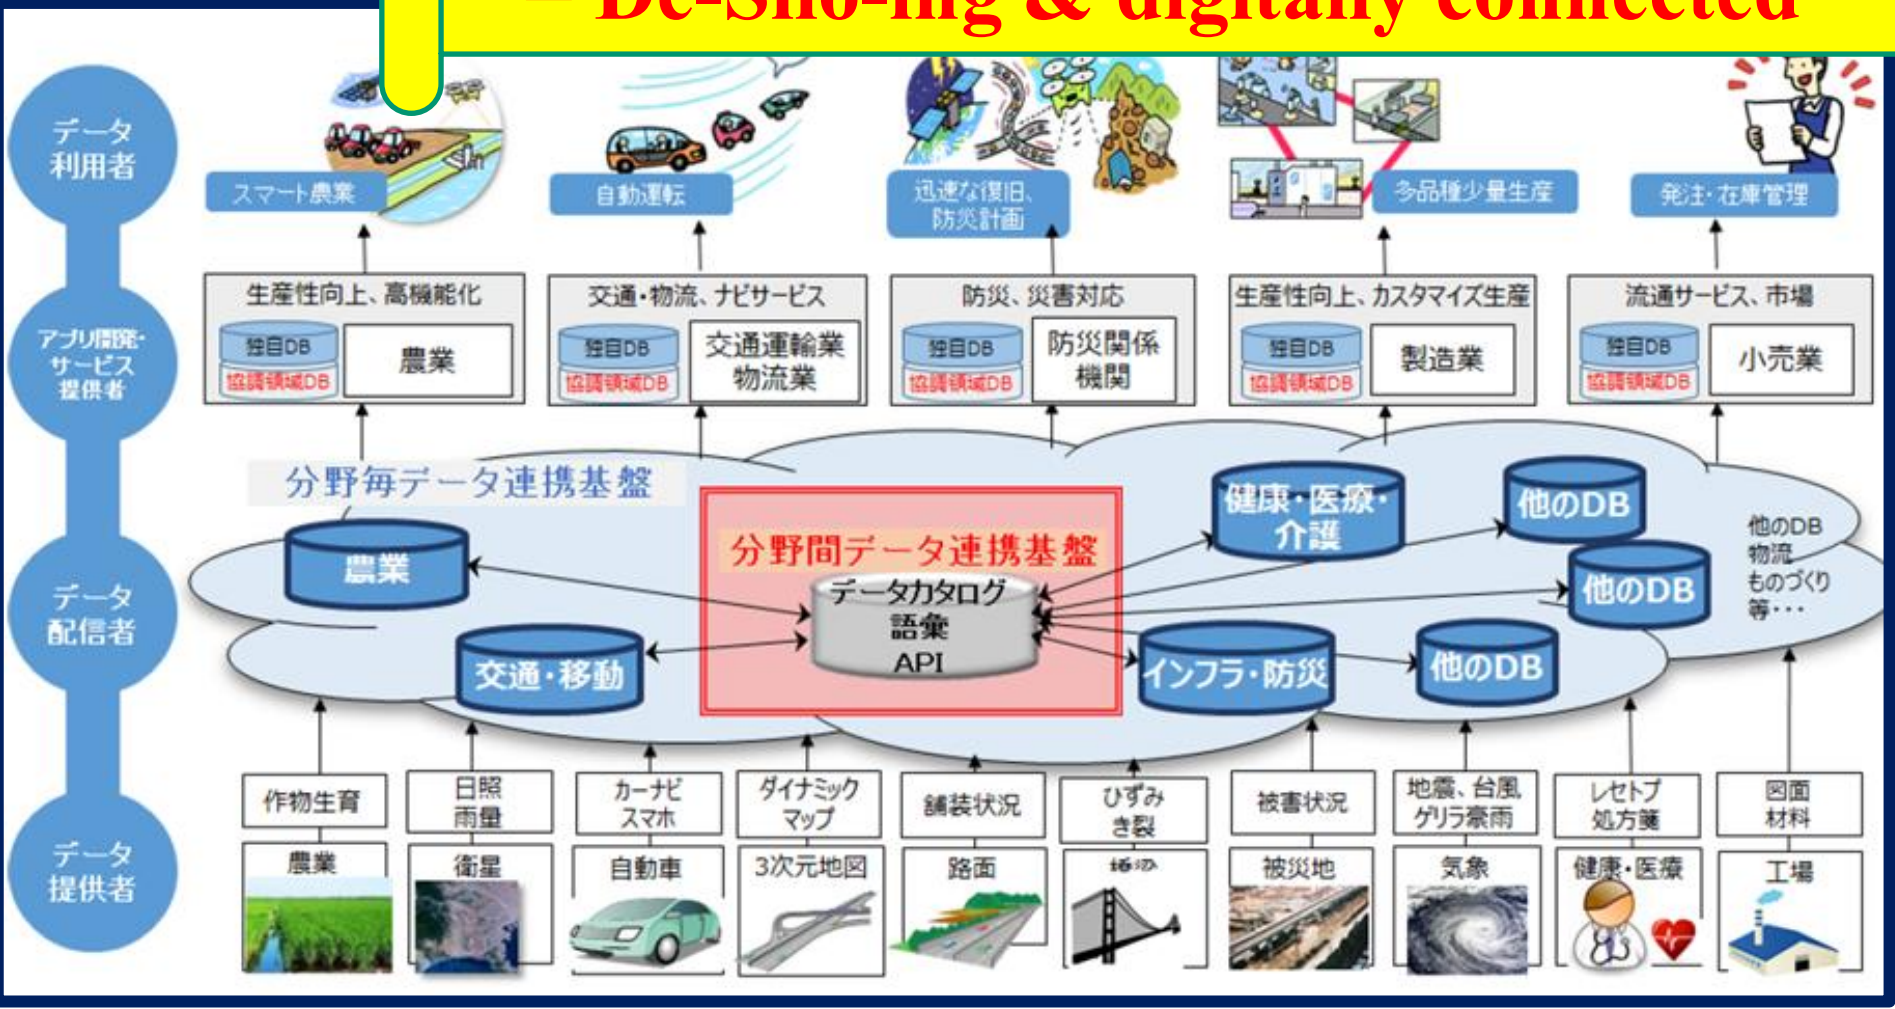 - De-Sho-ing & digitally connected
データ
利用者
スマート農業
自動運転
迅速な復旧、
防災計画
多品種少量生産
発注・在庫管理
アプリ開発・
サービス
提供者
生産性向上、高機能化
独自DB
協調領域DB
農業
交通・物流、ナビサービス
独自DB
協調領域DB
交通運輸業
物流業
防災、災害対応
独自DB
協調領域DB
防災関係
機関
生産性向上、カスタマイズ生産
独自DB
協調領域DB
製造業
流通サービス、市場
独自DB
協調領域DB
小売業
データ
配信者
分野毎データ連携基盤
農業
交通・移動
分野間データ連携基盤
データカタログ
語彙
API
健康・医療・
介護
他のDB
他のDB
インフラ・防災
他のDB
他のDB
物流
ものづくり
等・・・
データ
提供者
作物生育
農業
日照
雨量
衛星
カーナビ
スマホ
自動車
ダイナミック
マップ
3次元地図
舗装状況
路面
ひずみ
き裂
被害状況
被災地
地震、台風
ゲリラ豪雨
気象
レセトプ
処方箋
健康・医療
図面
材料
工場